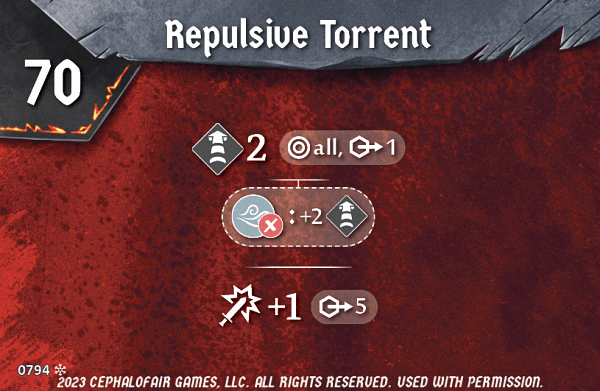 Repulsive Torrent
70
2 all, 1
: +2
+1 5
0794
2023 CEPHALOFAIR GAMES, LLC. ALL RIGHTS RESERVED. USED WITH PERMISSION.